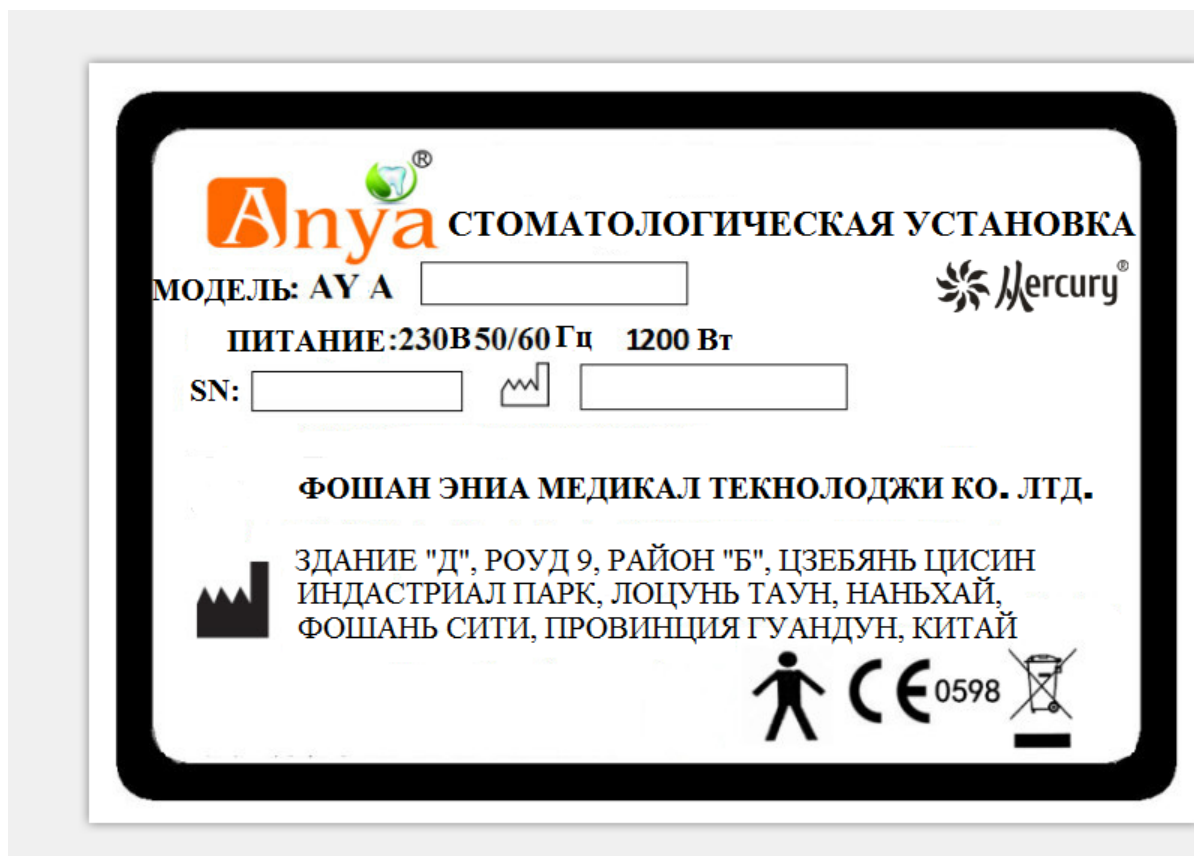 Anya® СТОМАТОЛОГИЧЕСКАЯ УСТАНОВКА
МОДЕЛЬ: AY A
Mercury®
ПИТАНИЕ:230В 50/60 Гц 1200 Вт
SN:
ФОШАН ЭНИА МЕДИКАЛ ТЕКНОЛОДЖИ КО. ЛТД.
ЗДАНИЕ "Д", РОУД 9, РАЙОН "Б", ЦЗЕБЯНЬ ЦИСИН
ИНДАСТРИАЛ ПАРК, ЛОЦУНЬ ТАУН, НАНЬХАЙ,
ФОШАНЬ СИТИ, ПРОВИНЦИЯ ГУАНДУН, КИТАЙ
CE 0598